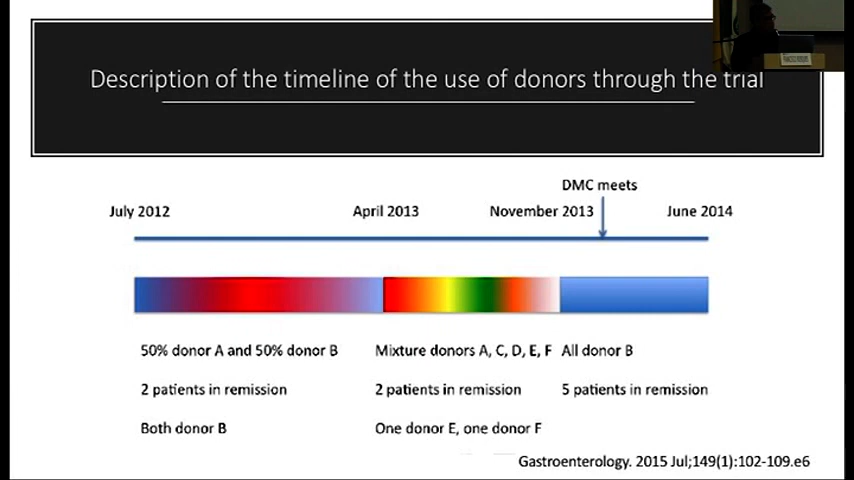 Description of the timeline of the use of donors through the trial
DMC meets
July 2012 April 2013 November 2013 June 2014
50% donor A and 50% donor B Mixture donors A, C, D, E, F All donor B
2 patients in remission 2 patients in remission 5 patients in remission
Both donor B One donor E, one donor F
Gastroenterology. 2015 Jul;149(1):102-109.e6